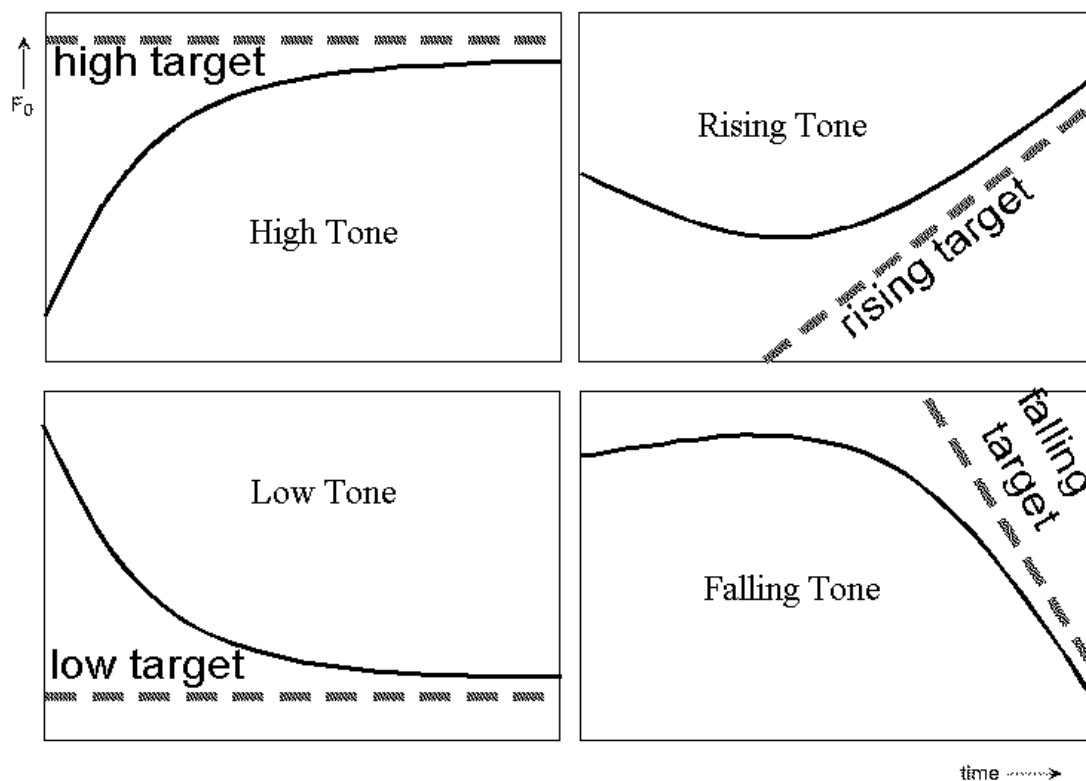 high target
F₀
High Tone
Rising Tone
rising target
Low Tone
low target
falling
target
Falling Tone
time